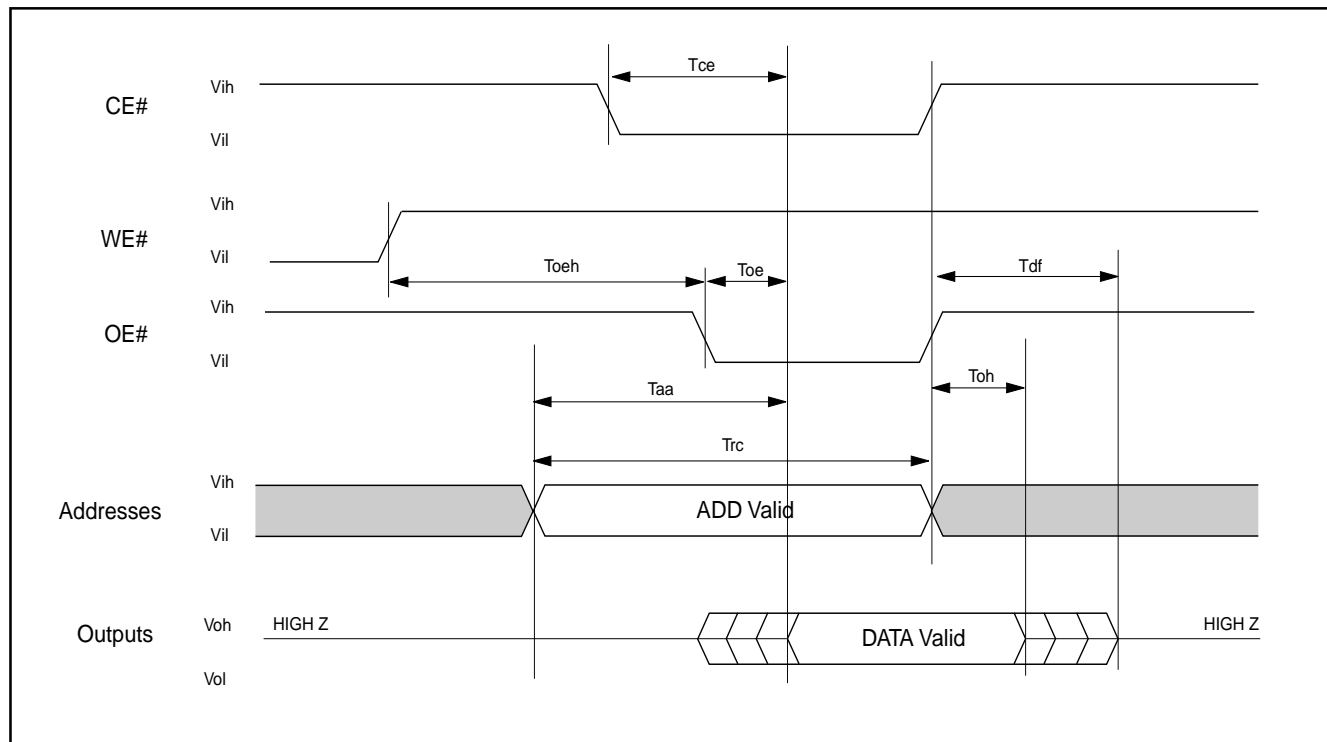 Tce
Vih
CE#
Vil
Vih
WE#
Vil
Toeh
Toe
Tdf
Vih
OE#
Vil
Toh
Taa
Trc
Vih
Addresses
ADD Valid
Vil
Voh
HIGH Z
HIGH Z
Outputs
DATA Valid
Vol